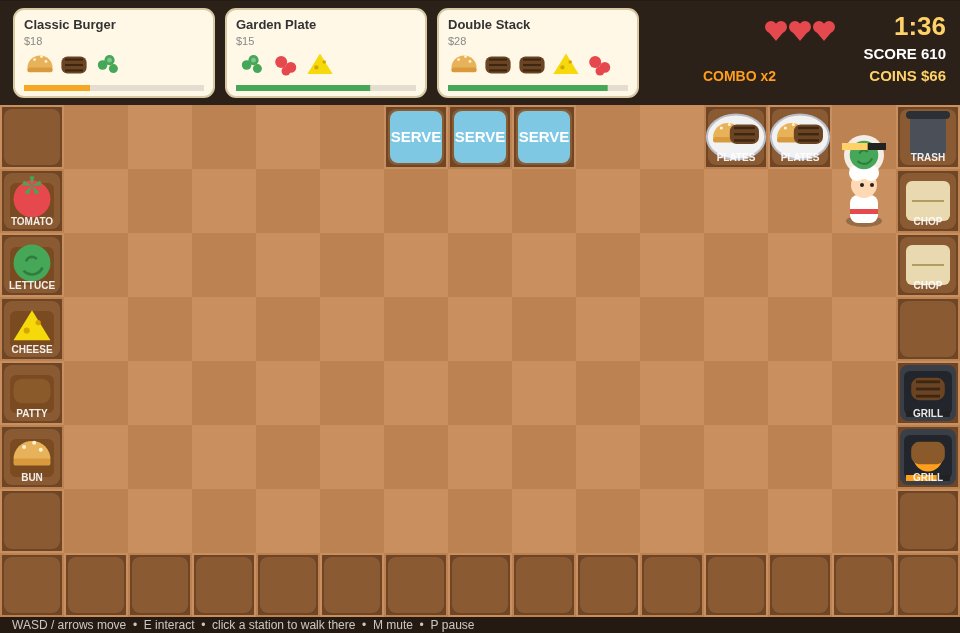 Classic Burger
$18
Garden Plate
$15
Double Stack
$28
1:36
SCORE 610
COMBO x2
COINS $66
SERVE
SERVE
SERVE
PLATES
PLATES
TRASH
TOMATO
CHOP
LETTUCE
CHOP
CHEESE
PATTY
GRILL
BUN
GRILL
WASD / arrows move • E interact • click a station to walk there • M mute • P pause